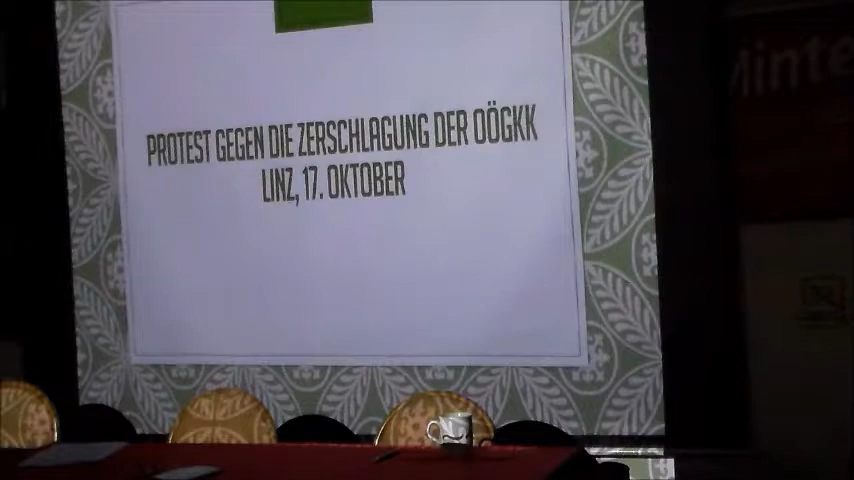 PROTEST GEGEN DIE ZERSCHLAGUNG DER OÖGKK
LINZ, 17. OKTOBER